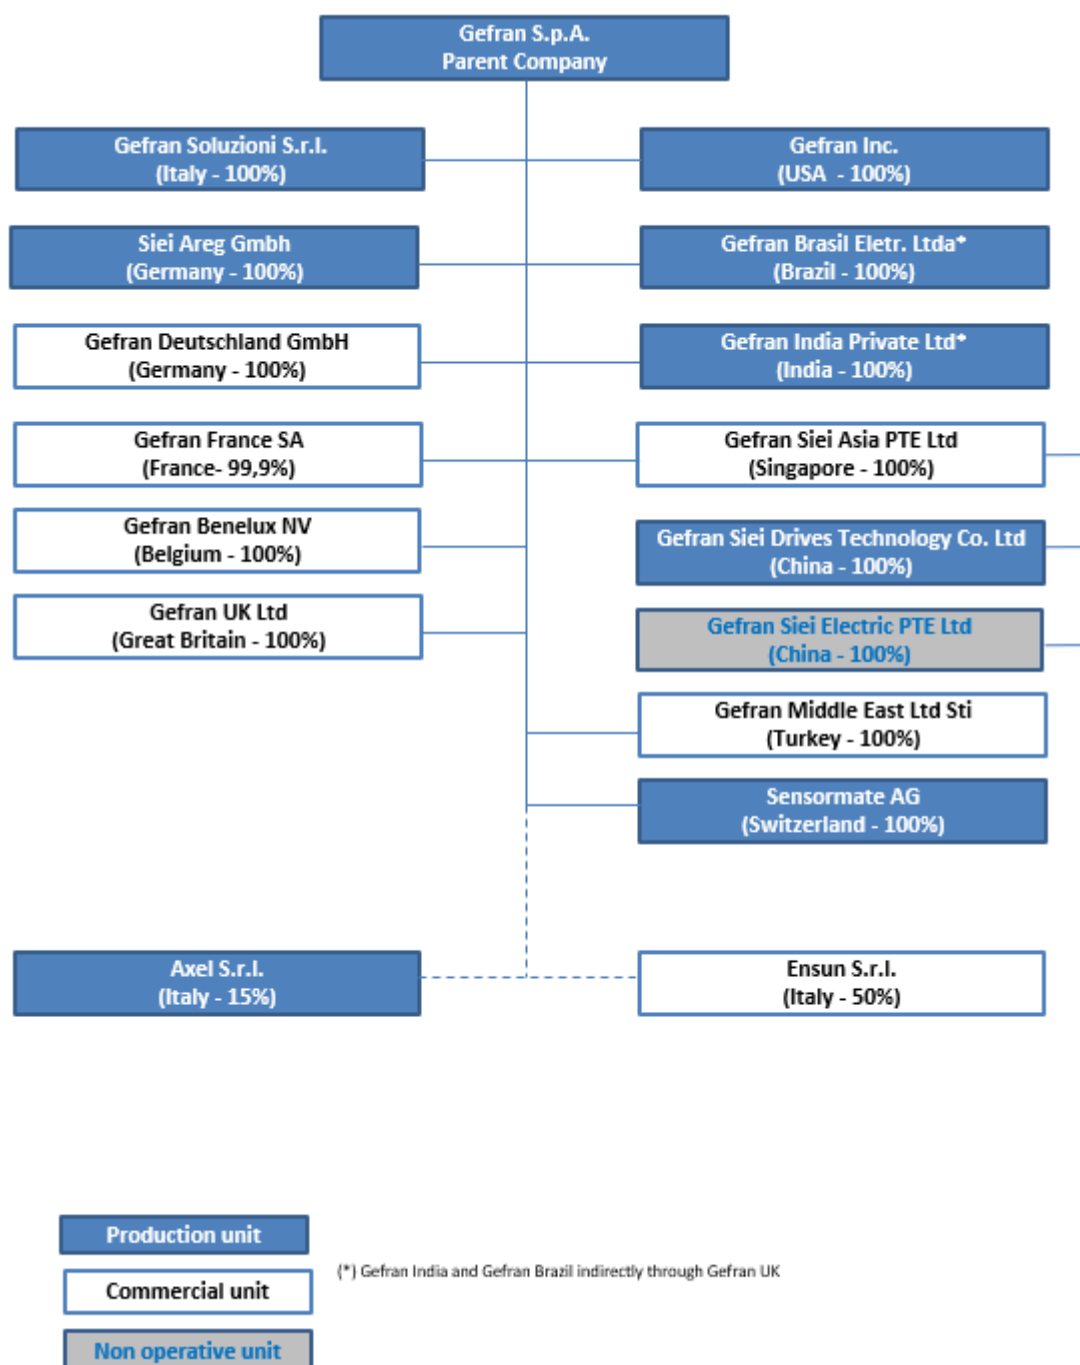 Gefran S.p.A.
Parent Company
Gefran Soluzioni S.r.l.
(Italy - 100%)
Gefran Inc.
(USA - 100%)
Siei Areg Gmbh
(Germany - 100%)
Gefran Brasil Eletr. Ltda*
(Brazil - 100%)
Gefran Deutschland GmbH
(Germany - 100%)
Gefran India Private Ltd*
(India - 100%)
Gefran France SA
(France- 99,9%)
Gefran Siei Asia PTE Ltd
(Singapore - 100%)
Gefran Benelux NV
(Belgium - 100%)
Gefran Siei Drives Technology Co. Ltd
(China - 100%)
Gefran UK Ltd
(Great Britain - 100%)
Gefran Siei Electric PTE Ltd
(China - 100%)
Gefran Middle East Ltd Sti
(Turkey - 100%)
Sensormate AG
(Switzerland - 100%)
Axel S.r.l.
(Italy - 15%)
Ensun S.r.l.
(Italy - 50%)
Production unit
Commercial unit
(*) Gefran India and Gefran Brazil indirectly through Gefran UK
Non operative unit